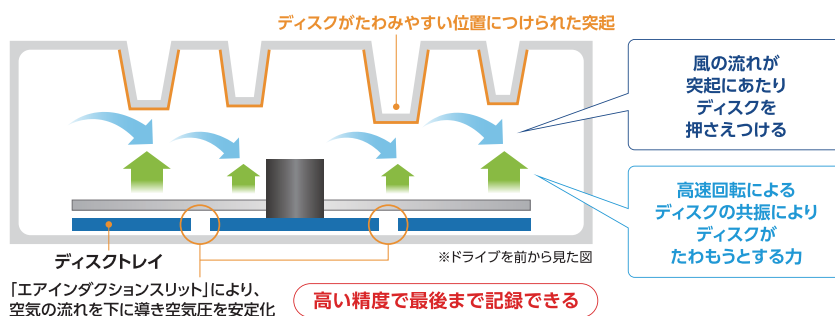 ディスクがたわみやすい位置につけられた突起
風の流れが
突起にあたり
ディスクを
押さえつける
高速回転による
ディスクの共振により
ディスクが
たわもうとする力
ディスクトレイ
※ドライブを前から見た図
「エアインダクションスリット」により、
空気の流れを下に導き空気圧を安定化
高い精度で最後まで記録できる